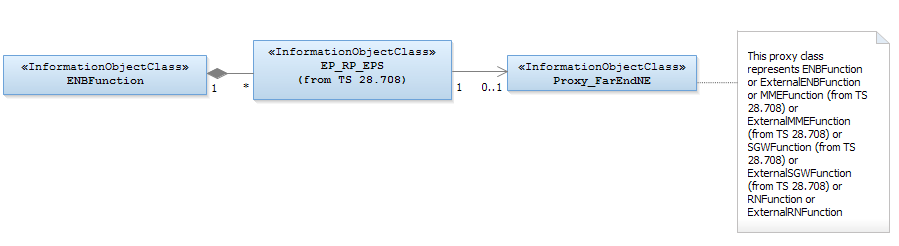 «InformationObjectClass»
ENBFunction
1
*
«InformationObjectClass»
EP_RP_EPS
(from TS 28.708)
1
0..1
«InformationObjectClass»
Proxy_FarEndNE
This proxy class
represents ENBFunction
or ExternalENBFunction
or MMEFunction (from TS
28.708) or
ExternalMMEFunction
(from TS 28.708) or
SGWFunction (from TS
28.708) or
ExternalSGWFunction
(from TS 28.708) or
RNFunction or
ExternalRNFunction